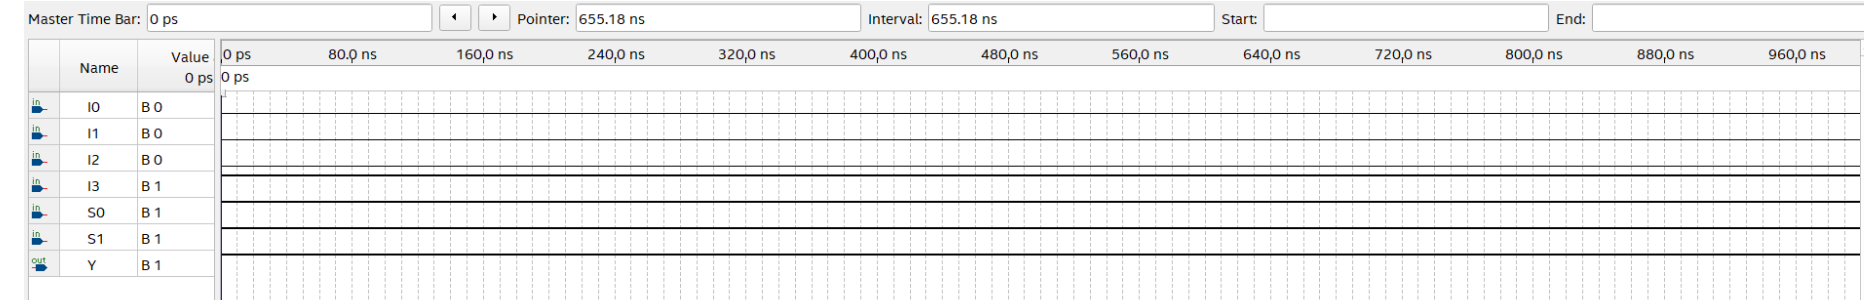 Master Time Bar: 0 ps Pointer: 655.18 ns Interval: 655.18 ns Start: End:
Name Value 0 ps
0 ps 80.0 ns 160.0 ns 240.0 ns 320.0 ns 400.0 ns 480.0 ns 560.0 ns 640.0 ns 720.0 ns 800.0 ns 880.0 ns 960.0 ns
0 ps
in I0 B 0
in I1 B 0
in I2 B 0
in I3 B 1
in S0 B 1
in S1 B 1
out Y B 1